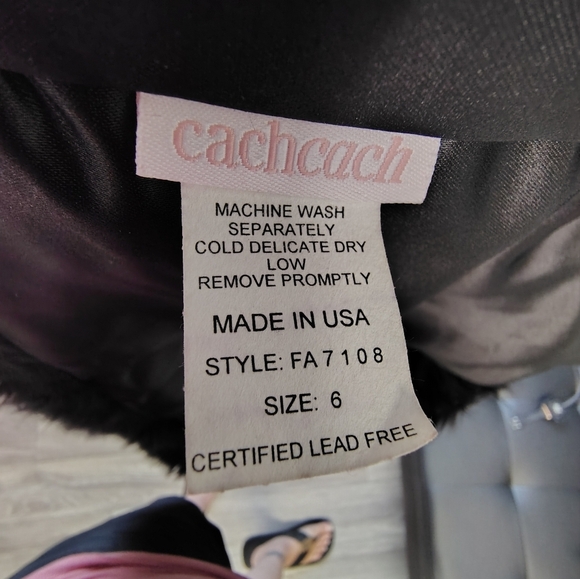 cachcach
MACHINE WASH
SEPARATELY
COLD DELICATE DRY
LOW
REMOVE PROMPTLY
MADE IN USA
STYLE: FA7108
SIZE: 6
CERTIFIED LEAD FREE